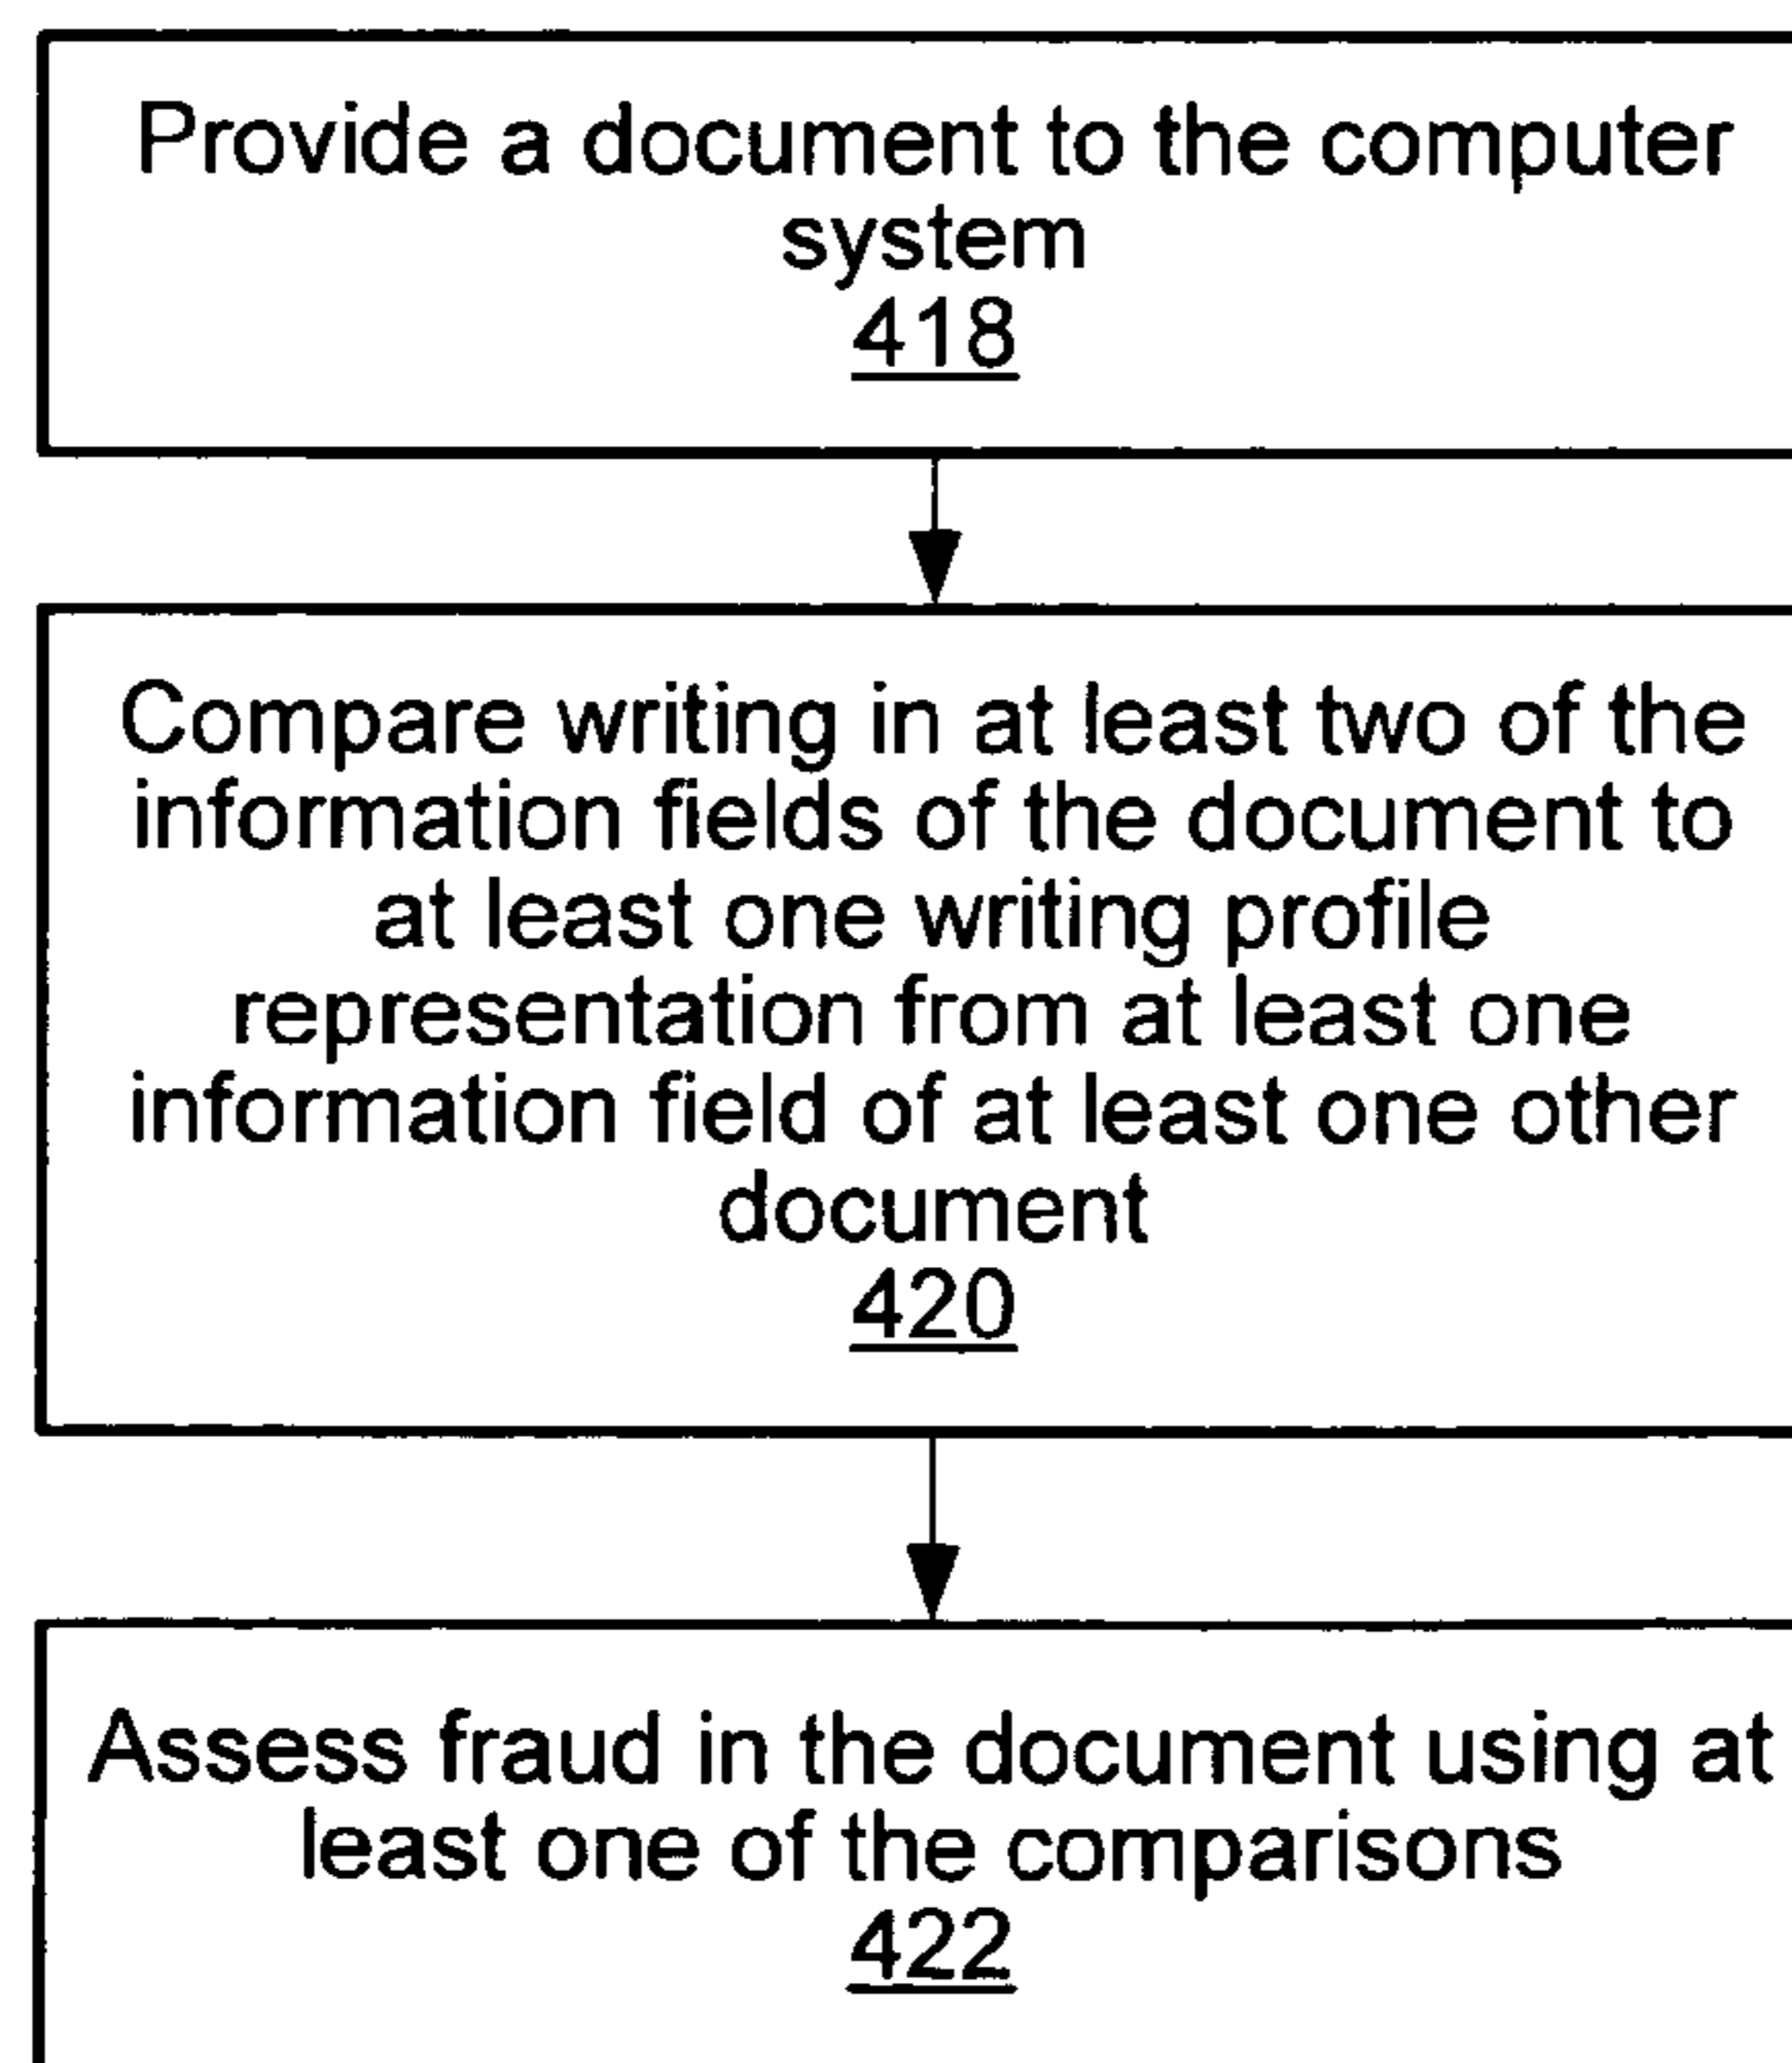 Provide a document to the computer
system
418
Compare writing in at least two of the
information fields of the document to
at least one writing profile
representation from at least one
information field of at least one other
document
420
Assess fraud in the document using at
least one of the comparisons
422